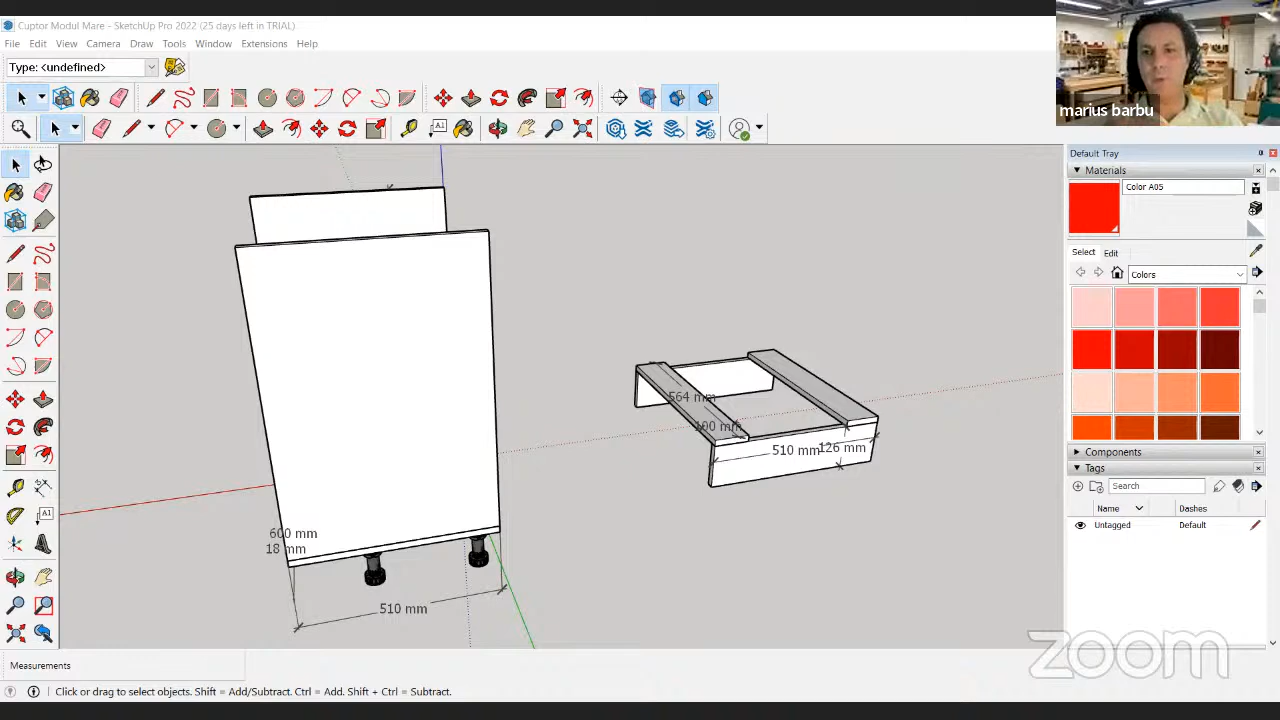 Cuptor Modul Mare - SketchUp Pro 2022 (25 days left in TRIAL)
File Edit View Camera Draw Tools Window Extensions Help
marius barbu
Type: <undefined>
A1
Default Tray
Materials
Color A05
Select Edit
Colors
564 mm
100 mm
510 mm
126 mm
Components
Tags
Search
Name Dashes
Untagged Default
A1
600 mm
18 mm
510 mm
zoom
Measurements
Click or drag to select objects. Shift = Add/Subtract. Ctrl = Add. Shift + Ctrl = Subtract.